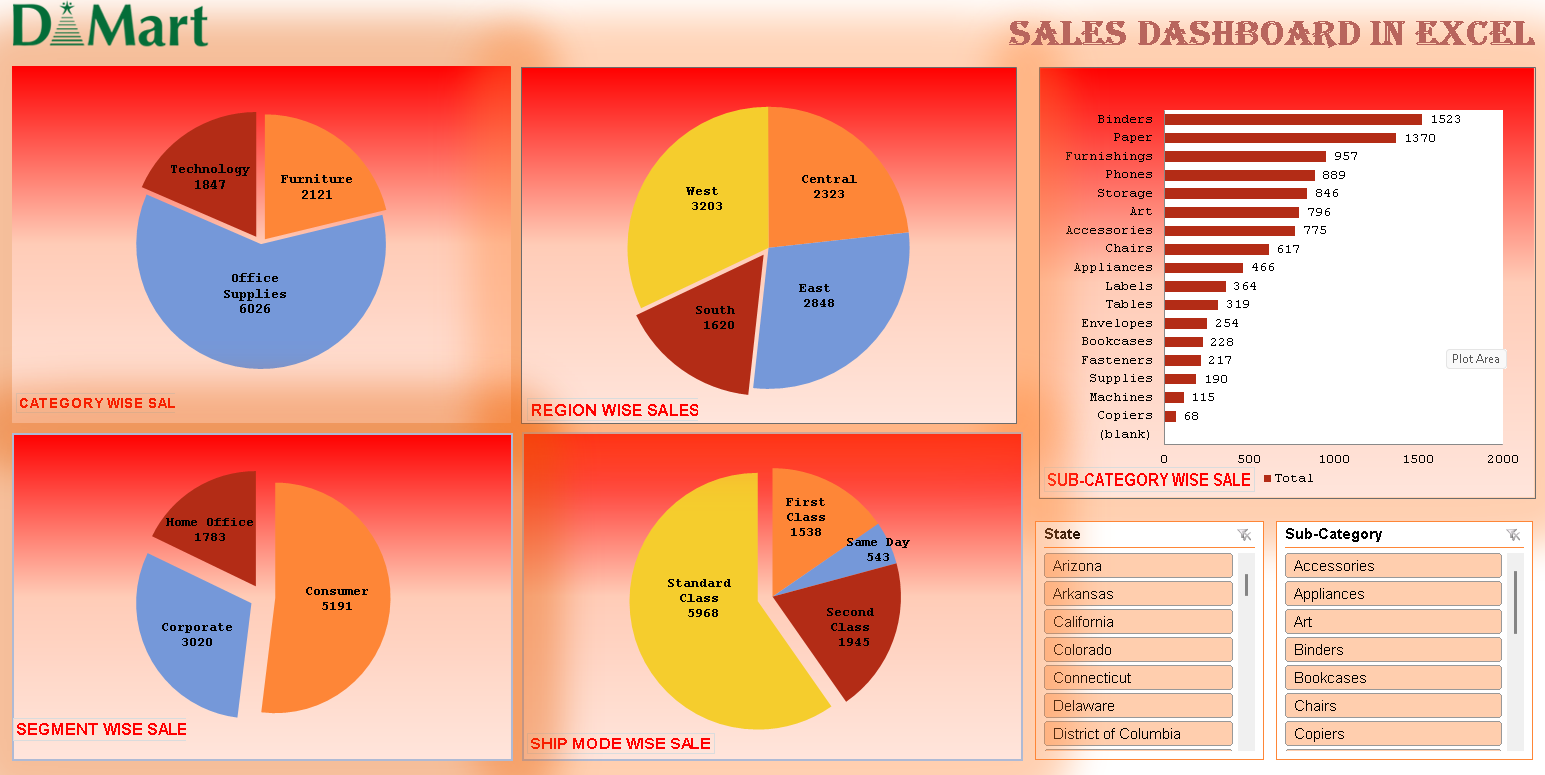 D Mart
SALES DASHBOARD IN EXCEL
Technology
1847
Furniture
2121
Office
Supplies
6026
CATEGORY WISE SAL
West
3203
Central
2323
East
2848
South
1620
REGION WISE SALES
Binders 1523
Paper 1370
Furnishings 957
Phones 889
Storage 846
Art 796
Accessories 775
Chairs 617
Appliances 466
Labels 364
Tables 319
Envelopes 254
Bookcases 228
Fasteners 217
Plot Area
Supplies 190
Machines 115
Copiers 68
(blank)
0 500 1000 1500 2000
SUB-CATEGORY WISE SALE
Total
Home Office
1783
Consumer
5191
Corporate
3020
SEGMENT WISE SALE
First
Class
1538
Same Day
543
Standard
Class
5968
Second
Class
1945
SHIP MODE WISE SALE
State
Arizona
Arkansas
California
Colorado
Connecticut
Delaware
District of Columbia
Sub-Category
Accessories
Appliances
Art
Binders
Bookcases
Chairs
Copiers